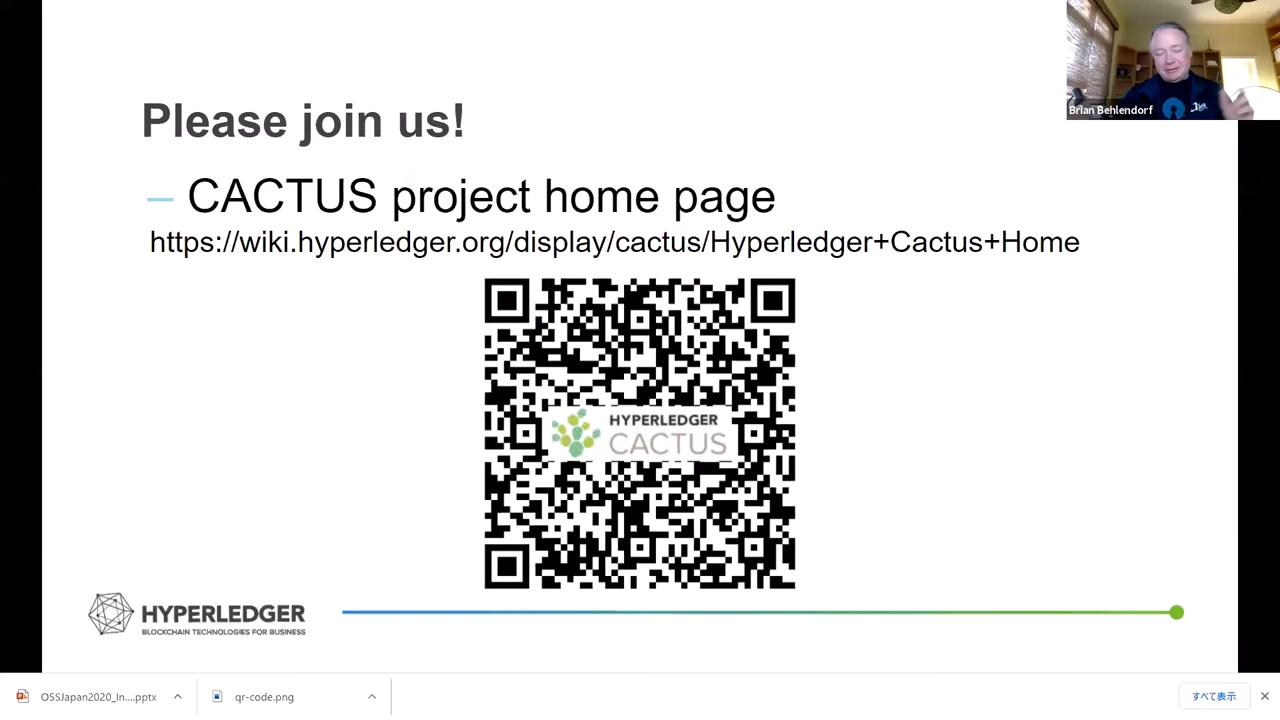 Please join us!
– CACTUS project home page
https://wiki.hyperledger.org/display/cactus/Hyperledger+Cactus+Home
HYPERLEDGER
CACTUS
HYPERLEDGER
BLOCKCHAIN TECHNOLOGIES FOR BUSINESS
Brian Behlendorf
OSSJapan2020_In....pptx
qr-code.png
すべて表示